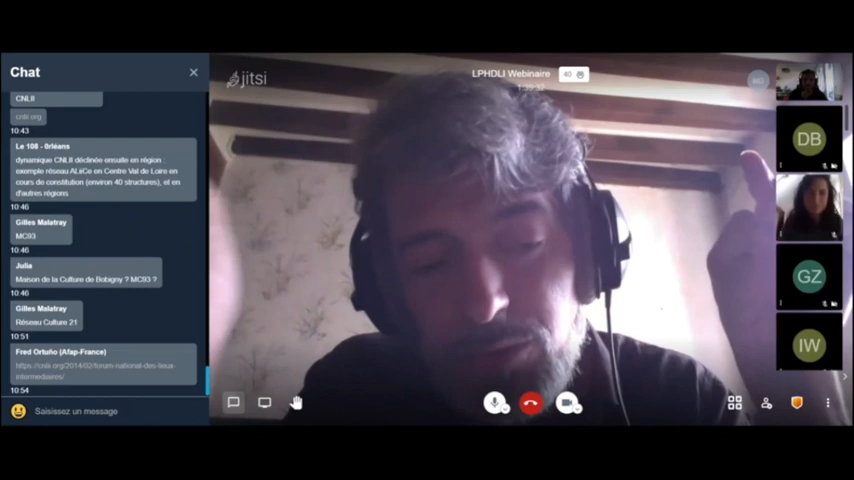 Chat
jitsi
LPHDLI Webinaire
40
CNLII
cnlii.org
10:43
Le 108 - Orléans
dynamique CNLII déclinée ensuite en région :
exemple réseau ALiiCe en Centre Val de Loire en
cours de constitution (environ 40 structures), et en
d'autres régions
10:46
Gilles Malatray
MC93
10:46
Julia
Maison de la Culture de Bobigny ? MC93 ?
10:46
Gilles Malatray
Réseau Culture 21
10:51
Fred Ortuño (Afap-France)
https://cnlii.org/2014/02/forum-national-des-lieux-
intermediaires/
10:54
Saisissez un message
DB
GZ
IW